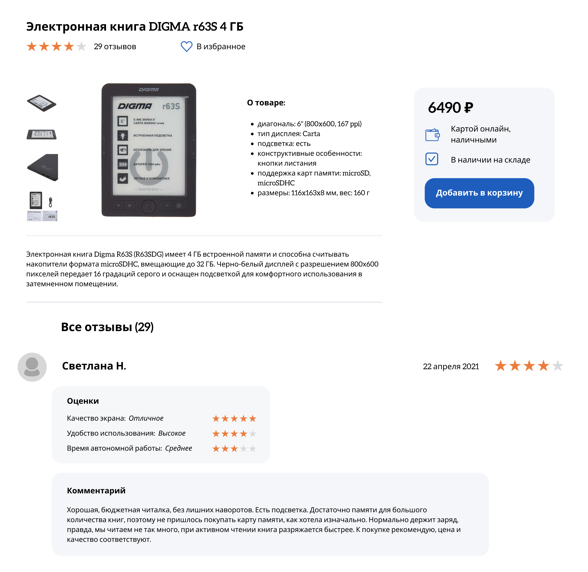 Электронная книга DIGMA r63S 4 ГБ
29 отзывов
В избранное
DIGMA
DIGMA r63S
О товаре:
диагональ: 6" (800x600, 167 ppi)
тип дисплея: Carta
подсветка: есть
конструктивные особенности:
кнопки листания
поддержка карт памяти: microSD,
microSDHC
размеры: 116x163x8 мм, вес: 160 г
6490 ₽
Картой онлайн,
наличными
В наличии на складе
Добавить в корзину
Электронная книга Digma R63S (R63SDG) имеет 4 ГБ встроенной памяти и способна считывать
накопители формата microSDHC, вмещающие до 32 ГБ. Черно-белый дисплей с разрешением 800x600
пикселей передает 16 градаций серого и оснащен подсветкой для комфортного использования в
затемненном помещении.
Все отзывы (29)
Светлана Н.
22 апреля 2021
Оценки
Качество экрана: Отличное
Удобство использования: Высокое
Время автономной работы: Среднее
Комментарий
Хорошая, бюджетная читалка, без лишних наворотов. Есть подсветка. Достаточно памяти для большого
количества книг, поэтому не пришлось покупать карту памяти, как хотела изначально. Нормально держит заряд,
правда, мы читаем не так много, при активном чтении книга разряжается быстрее. К покупке рекомендую, цена и
качество соответствуют.